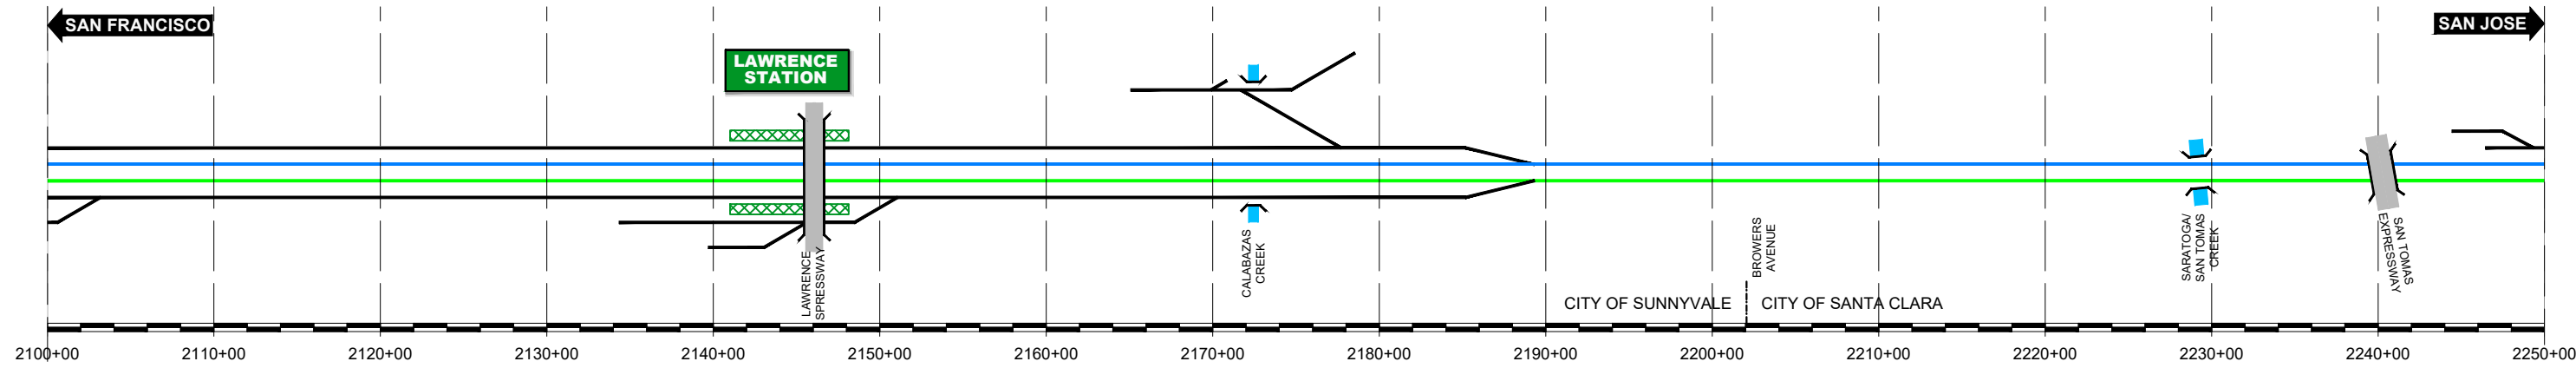 SAN FRANCISCO
SAN JOSE
LAWRENCE
STATION
LAWRENCE
SPRESSWAY
CALABAZAS
CREEK
BROWERS
AVENUE
SARATOGA/
SAN TOMAS
CREEK
SAN TOMAS
EXPRESSWAY
CITY OF SUNNYVALE
CITY OF SANTA CLARA
2100+00
2110+00
2120+00
2130+00
2140+00
2150+00
2160+00
2170+00
2180+00
2190+00
2200+00
2210+00
2220+00
2230+00
2240+00
2250+00